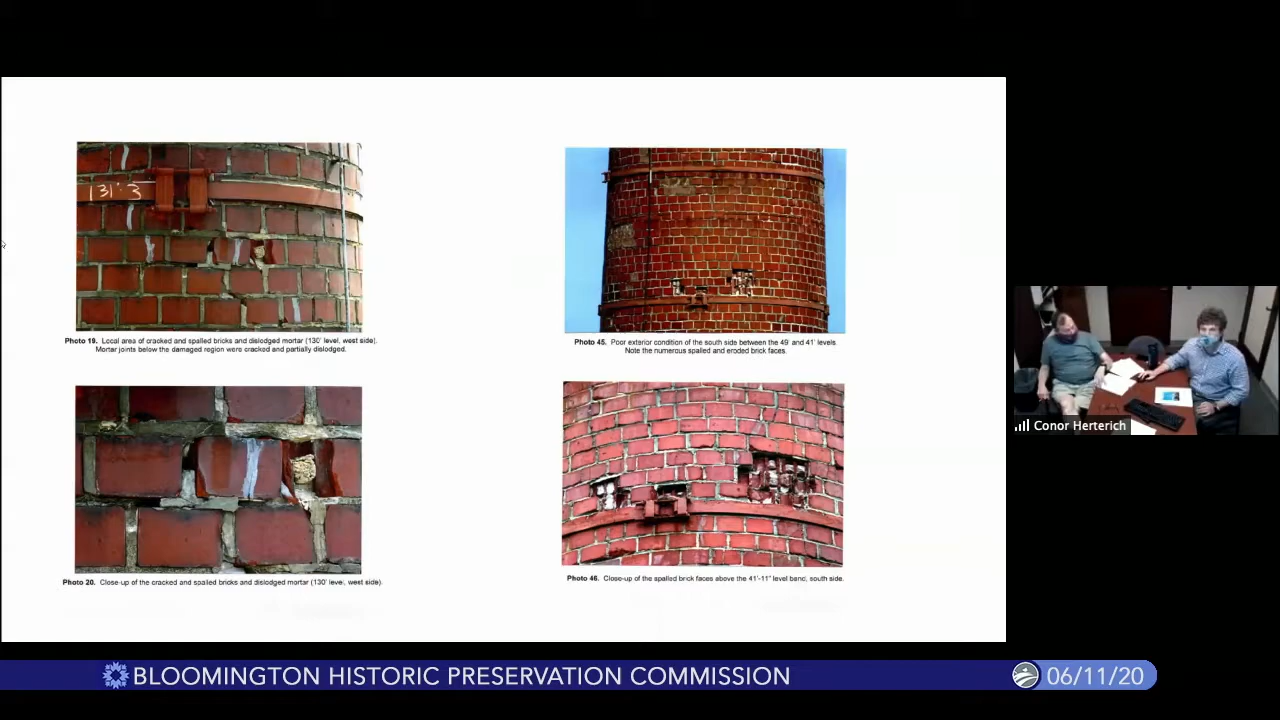 131'. 3
Photo 19. Local area of cracked and spalled bricks and dislodged mortar (130' level, west side).
Mortar joints below the damaged region were cracked and partially dislodged.
Photo 45. Poor exterior condition of the south side between the 49' and 41' levels
Note the numerous spalled and eroded brick faces.
Photo 20. Close-up of the cracked and spalled bricks and dislodged mortar (130' level, west side).
Photo 46. Close-up of the spalled brick faces above the 41'-11" level band, south side.
Conor Herterich
BLOOMINGTON HISTORIC PRESERVATION COMMISSION
06/11/20